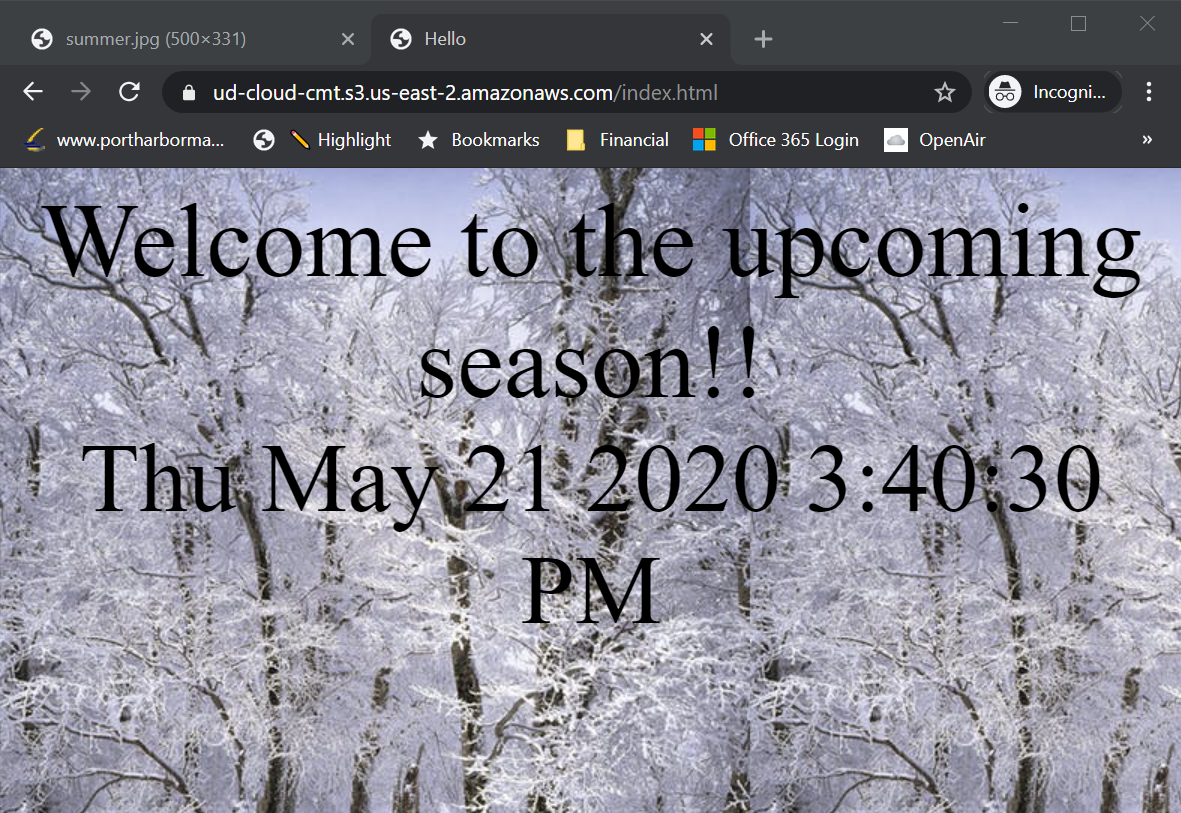 summer.jpg (500×331)
Hello
ud-cloud-cmt.s3.us-east-2.amazonaws.com/index.html
Incogni...
www.portharborma...
Highlight
Bookmarks
Financial
Office 365 Login
OpenAir
»
Welcome to the upcoming
season!!
Thu May 21 2020 3:40:30
PM